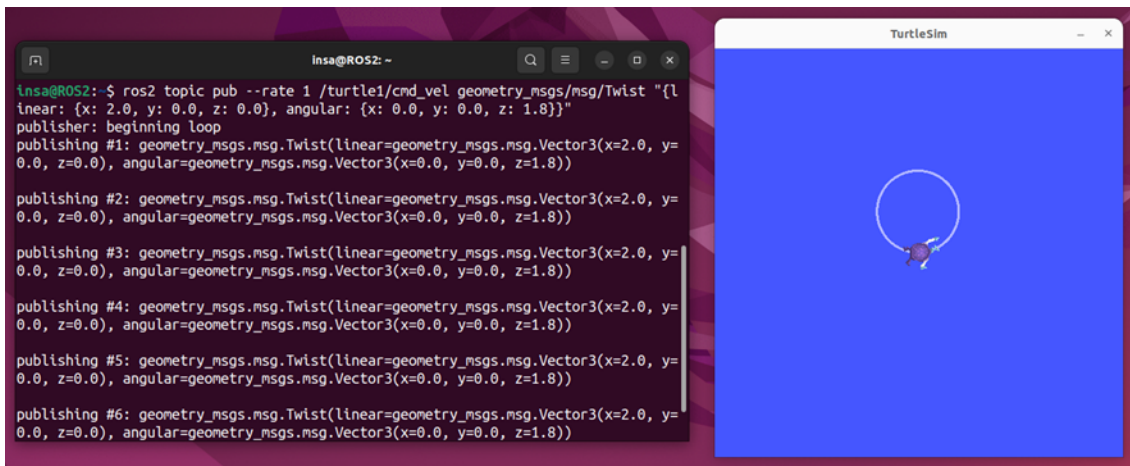 insa@ROS2: ~
insa@ROS2:~$ ros2 topic pub --rate 1 /turtle1/cmd_vel geometry_msgs/msg/Twist "{l
inear: {x: 2.0, y: 0.0, z: 0.0}, angular: {x: 0.0, y: 0.0, z: 1.8}}"
publisher: beginning loop
publishing #1: geometry_msgs.msg.Twist(linear=geometry_msgs.msg.Vector3(x=2.0, y=
0.0, z=0.0), angular=geometry_msgs.msg.Vector3(x=0.0, y=0.0, z=1.8))
publishing #2: geometry_msgs.msg.Twist(linear=geometry_msgs.msg.Vector3(x=2.0, y=
0.0, z=0.0), angular=geometry_msgs.msg.Vector3(x=0.0, y=0.0, z=1.8))
publishing #3: geometry_msgs.msg.Twist(linear=geometry_msgs.msg.Vector3(x=2.0, y=
0.0, z=0.0), angular=geometry_msgs.msg.Vector3(x=0.0, y=0.0, z=1.8))
publishing #4: geometry_msgs.msg.Twist(linear=geometry_msgs.msg.Vector3(x=2.0, y=
0.0, z=0.0), angular=geometry_msgs.msg.Vector3(x=0.0, y=0.0, z=1.8))
publishing #5: geometry_msgs.msg.Twist(linear=geometry_msgs.msg.Vector3(x=2.0, y=
0.0, z=0.0), angular=geometry_msgs.msg.Vector3(x=0.0, y=0.0, z=1.8))
publishing #6: geometry_msgs.msg.Twist(linear=geometry_msgs.msg.Vector3(x=2.0, y=
0.0, z=0.0), angular=geometry_msgs.msg.Vector3(x=0.0, y=0.0, z=1.8))
TurtleSim